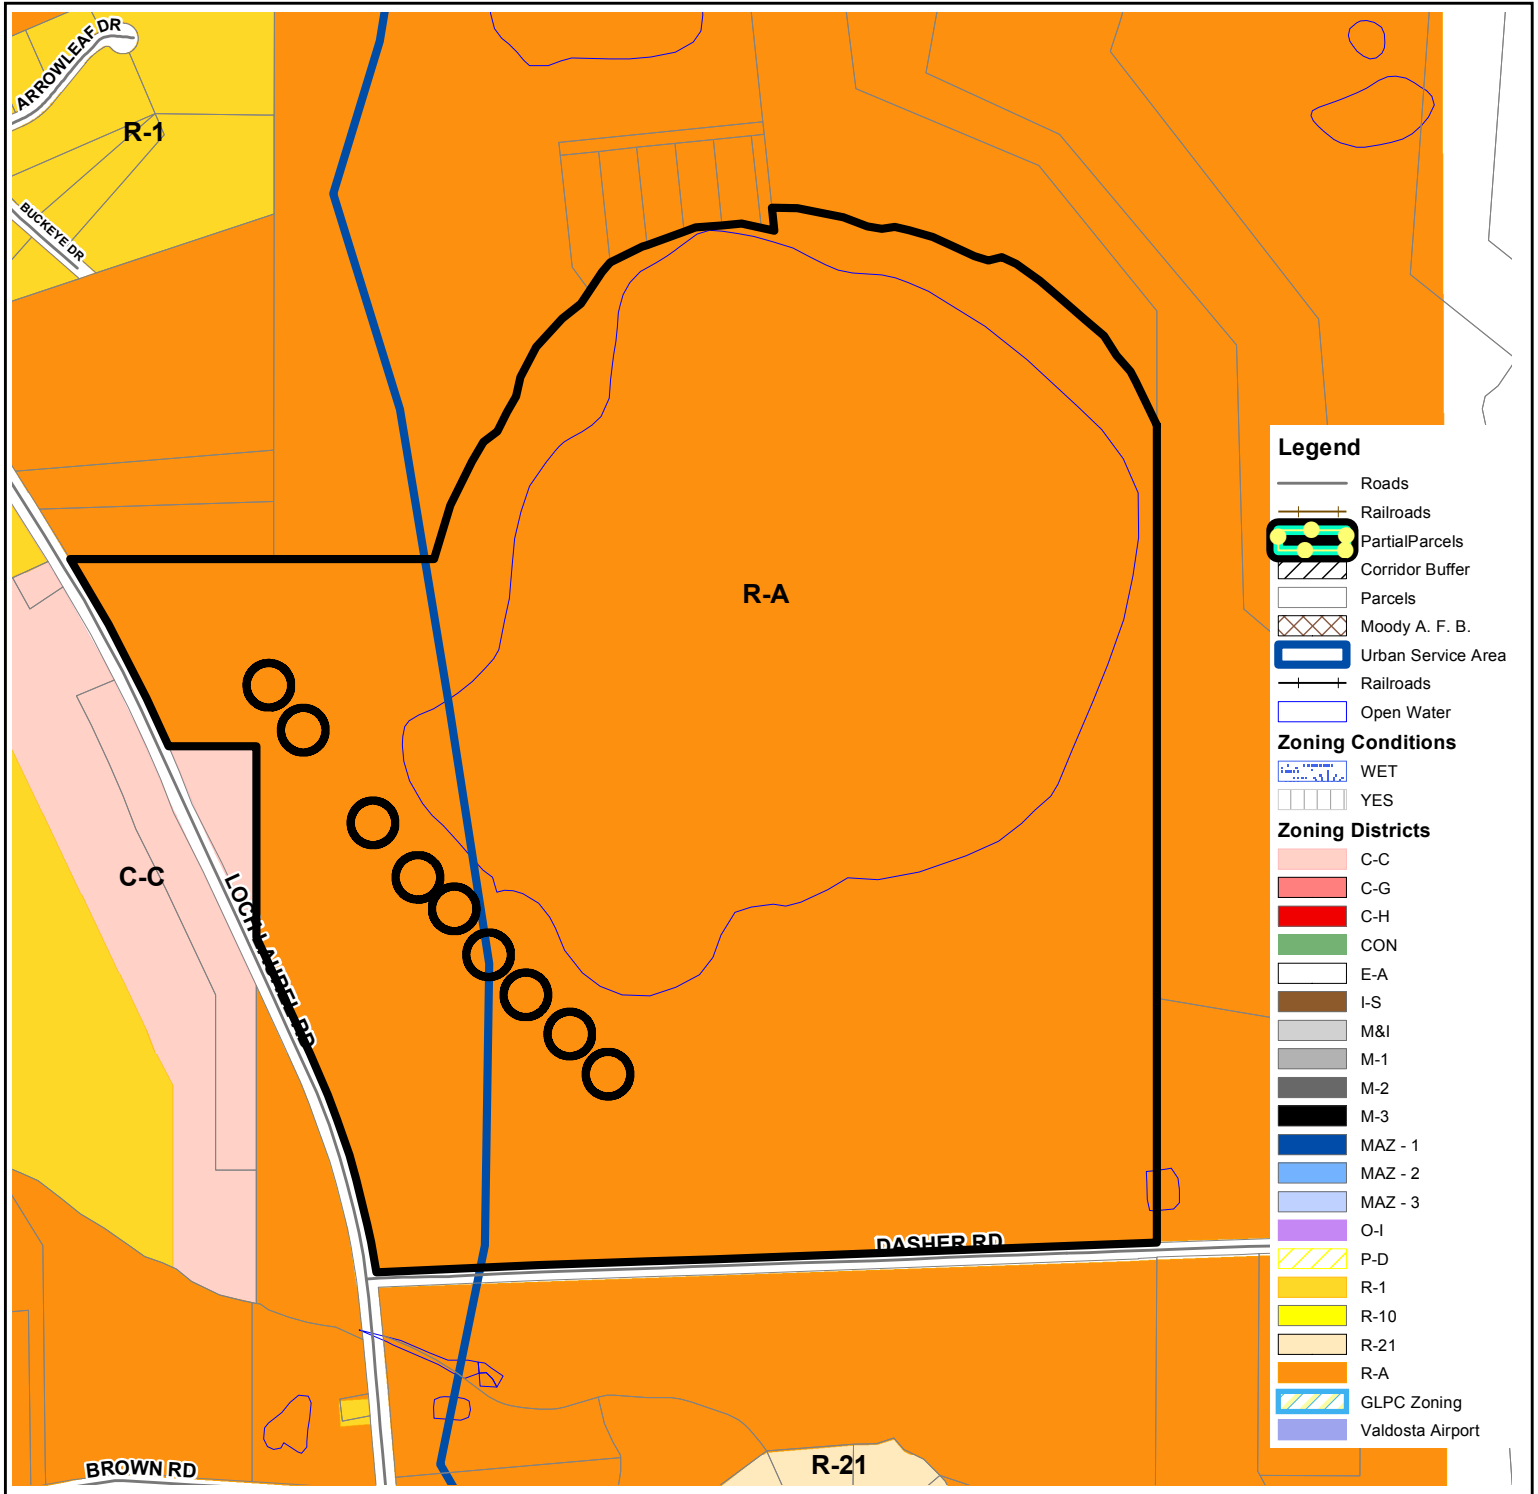 ARROWLEAF DR
R-1
BUCKEYE DR
R-A
C-C
LOCH LAUREL RD
DASHER RD
BROWN RD
R-21
Legend
Roads
Railroads
PartialParcels
Corridor Buffer
Parcels
Moody A. F. B.
Urban Service Area
Railroads
Open Water
Zoning Conditions
WET
YES
Zoning Districts
C-C
C-G
C-H
CON
E-A
I-S
M&I
M-1
M-2
M-3
MAZ - 1
MAZ - 2
MAZ - 3
O-I
P-D
R-1
R-10
R-21
R-A
GLPC Zoning
Valdosta Airport